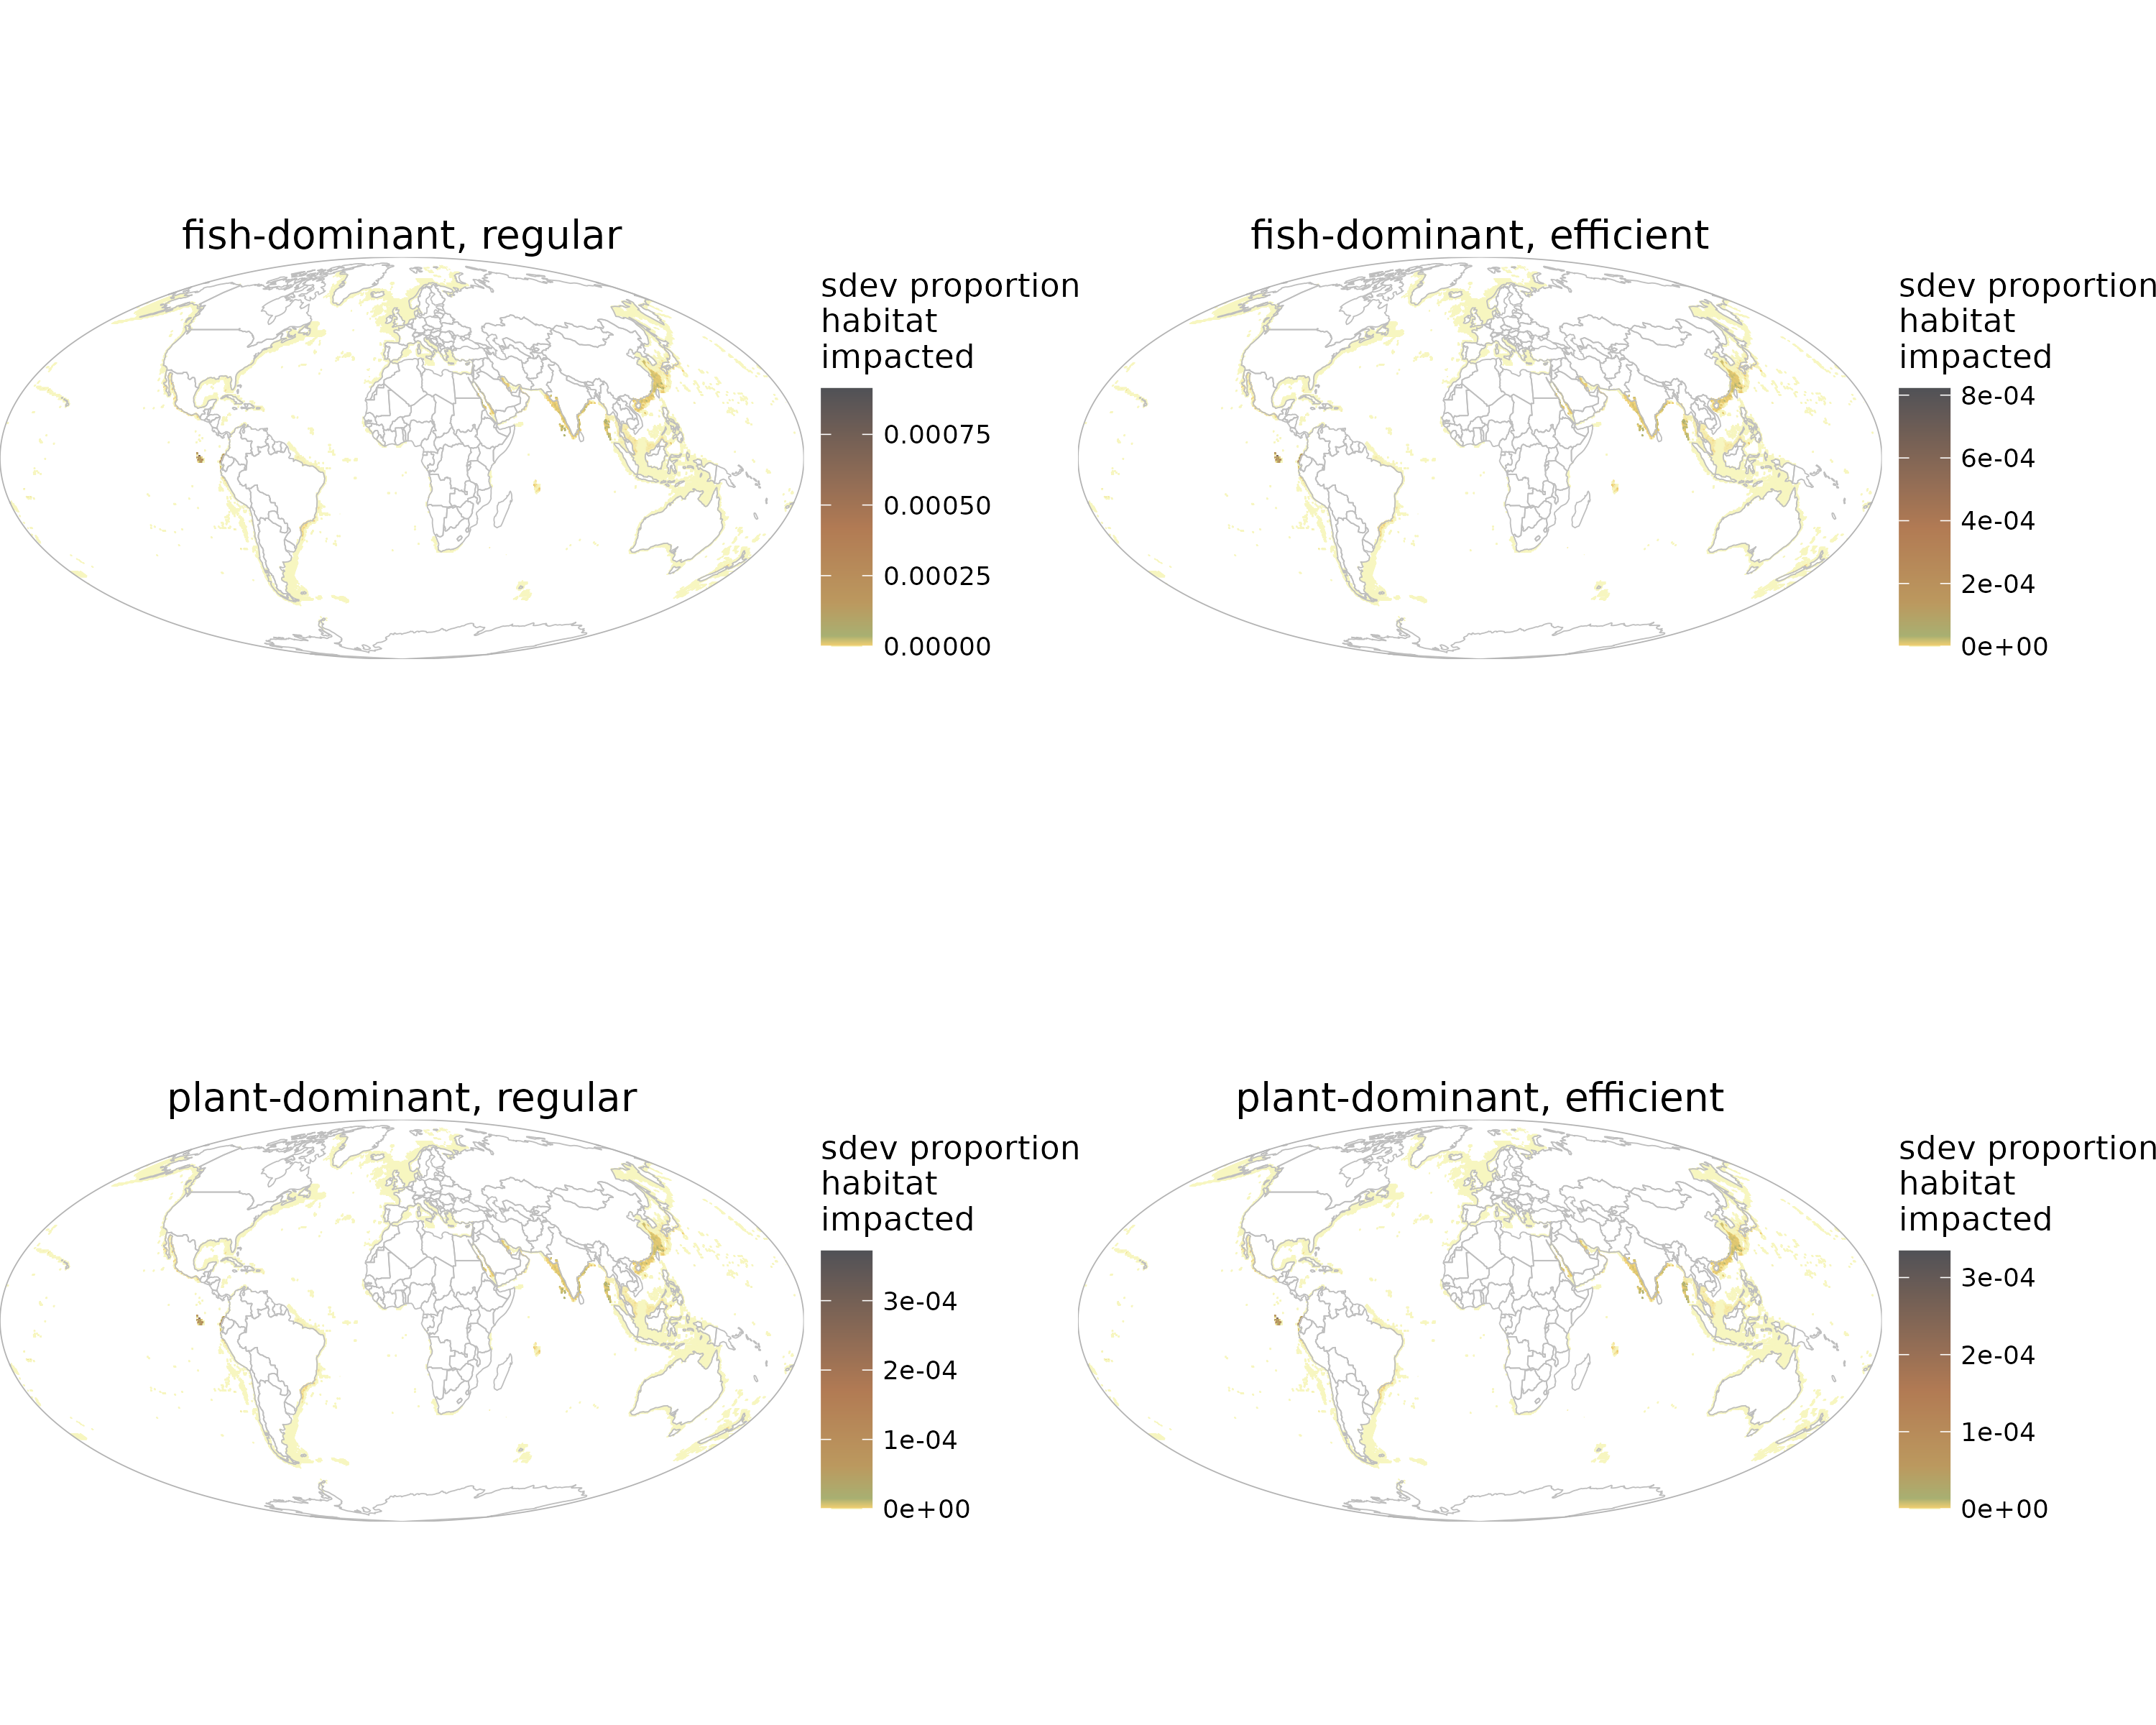 fish-dominant, regular
sdev proportion
habitat
impacted
0.00075
0.00050
0.00025
0.00000
fish-dominant, efficient
sdev proportion
habitat
impacted
8e-04
6e-04
4e-04
2e-04
0e+00
plant-dominant, regular
sdev proportion
habitat
impacted
3e-04
2e-04
1e-04
0e+00
plant-dominant, efficient
sdev proportion
habitat
impacted
3e-04
2e-04
1e-04
0e+00